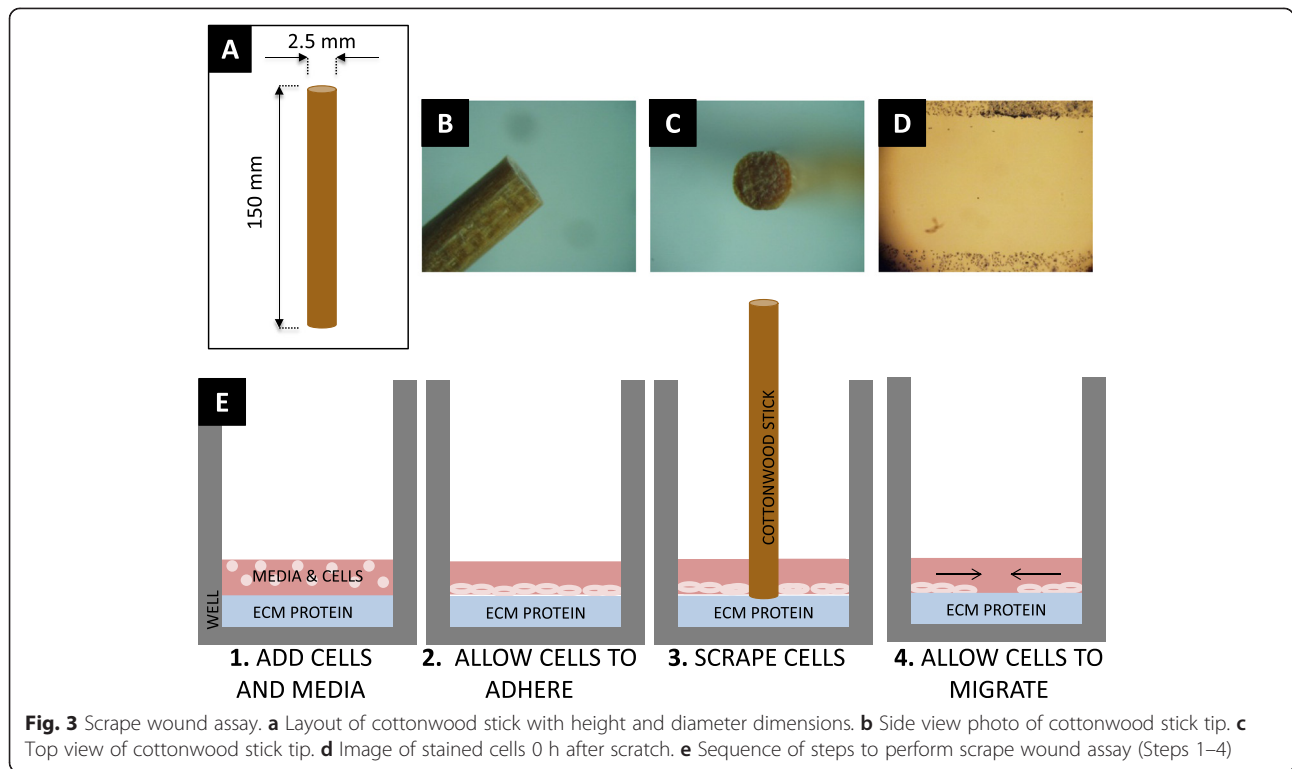 A
2.5 mm
150 mm
B
C
D
E
WELL
MEDIA & CELLS
ECM PROTEIN
1. ADD CELLS
AND MEDIA
ECM PROTEIN
2. ALLOW CELLS TO
ADHERE
COTTONWOOD STICK
ECM PROTEIN
3. SCRAPE CELLS
ECM PROTEIN
4. ALLOW CELLS TO
MIGRATE
Fig. 3 Scrape wound assay. a Layout of cottonwood stick with height and diameter dimensions. b Side view photo of cottonwood stick tip. c
Top view of cottonwood stick tip. d Image of stained cells 0 h after scratch. e Sequence of steps to perform scrape wound assay (Steps 1–4)